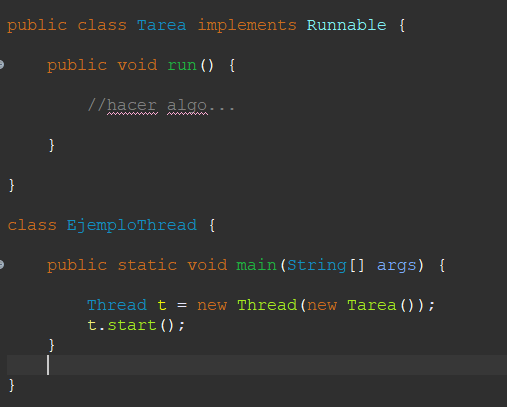 public class Tarea implements Runnable {
public void run() {
//hacer algo...
}
}
class EjemploThread {
public static void main(String[] args) {
Thread t = new Thread(new Tarea());
t.start();
}
}